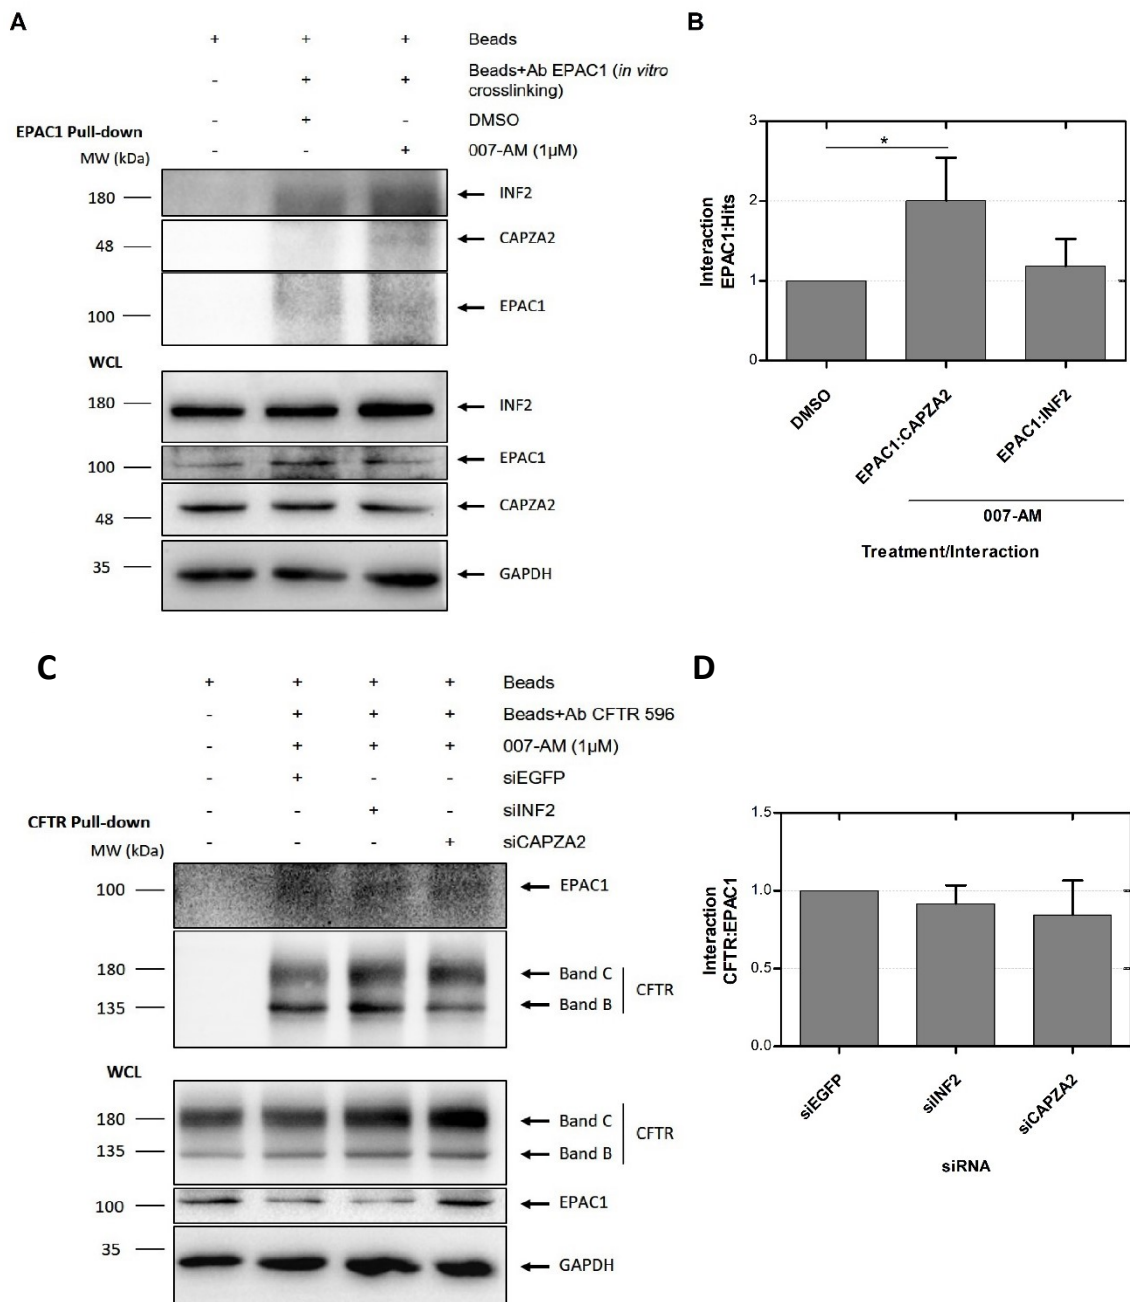 A
+ + + Beads
- + + Beads+Ab EPAC1 (in vitro
crosslinking)
- + - DMSO
EPAC1 Pull-down
- - + 007-AM (1µM)
MW (kDa)
180 INF2
48 CAPZA2
100 EPAC1
WCL
180 INF2
100 EPAC1
48 CAPZA2
35 GAPDH
B
Interaction
EPAC1:Hits
3
2
1
0
*
DMSO
EPAC1:CAPZA2
EPAC1:INF2
007-AM
Treatment/Interaction
C
+ + + + Beads
- + + + Beads+Ab CFTR 596
- + + + 007-AM (1µM)
- + - - siEGFP
- - + - siINF2
CFTR Pull-down
- - - + siCAPZA2
MW (kDa)
100 EPAC1
180 Band C
CFTR
135 Band B
WCL
180 Band C
CFTR
135 Band B
100 EPAC1
35 GAPDH
D
Interaction
CFTR:EPAC1
1.5
1.0
0.5
0.0
siEGFP
siINF2
siCAPZA2
siRNA